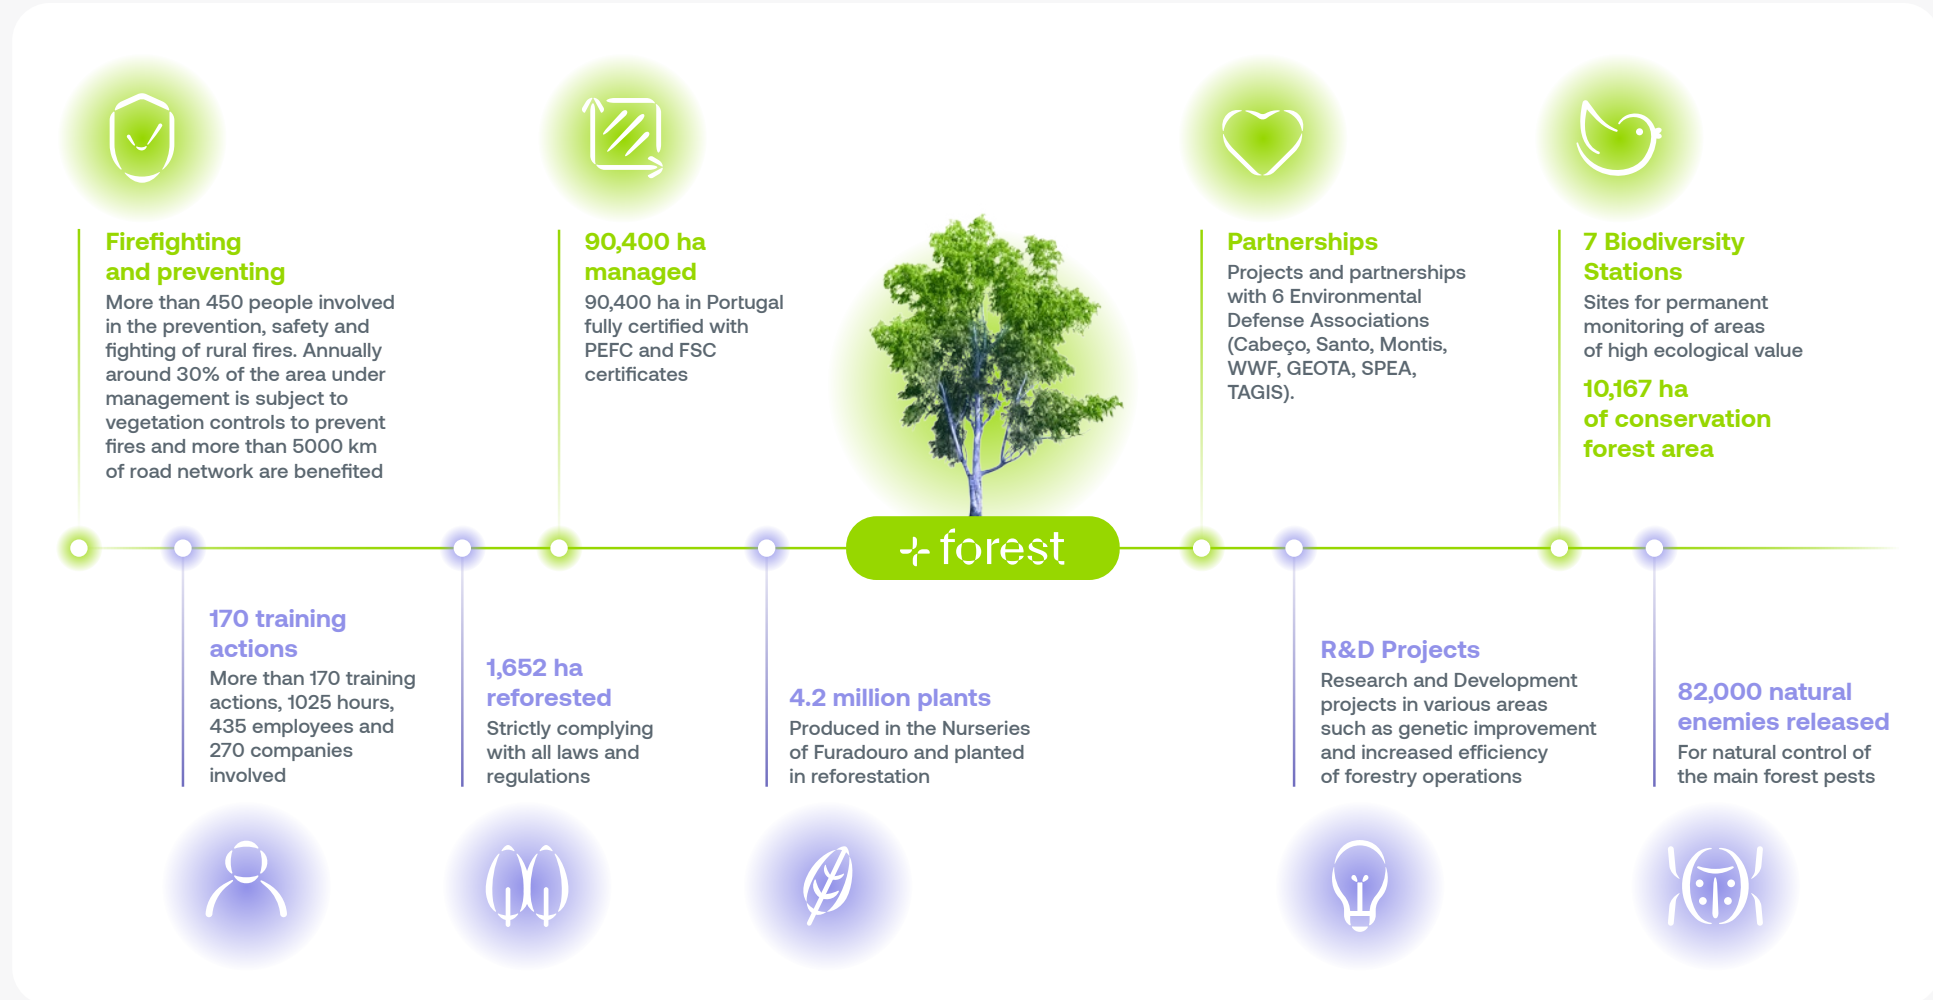 Firefighting
and preventing
More than 450 people involved
in the prevention, safety and
fighting of rural fires. Annually
around 30% of the area under
management is subject to
vegetation controls to prevent
fires and more than 5000 km
of road network are benefited
90,400 ha
managed
90,400 ha in Portugal
fully certified with
PEFC and FSC
certificates
Partnerships
Projects and partnerships
with 6 Environmental
Defense Associations
(Cabeço, Santo, Montis,
WWF, GEOTA, SPEA,
TAGIS).
7 Biodiversity
Stations
Sites for permanent
monitoring of areas
of high ecological value
10,167 ha
of conservation
forest area
forest
170 training
actions
More than 170 training
actions, 1025 hours,
435 employees and
270 companies
involved
1,652 ha
reforested
Strictly complying
with all laws and
regulations
4.2 million plants
Produced in the Nurseries
of Furadouro and planted
in reforestation
R&D Projects
Research and Development
projects in various areas
such as genetic improvement
and increased efficiency
of forestry operations
82,000 natural
enemies released
For natural control of
the main forest pests